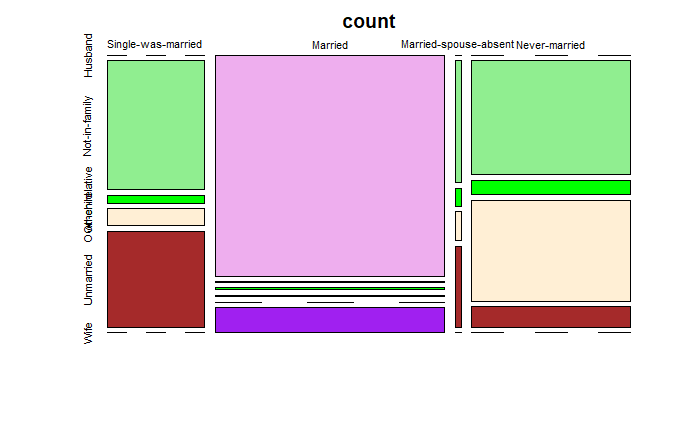 count
Single-was-married
Married
Married-spouse-absent
Never-married
Husband
Not-in-family
Unmarried
Wife